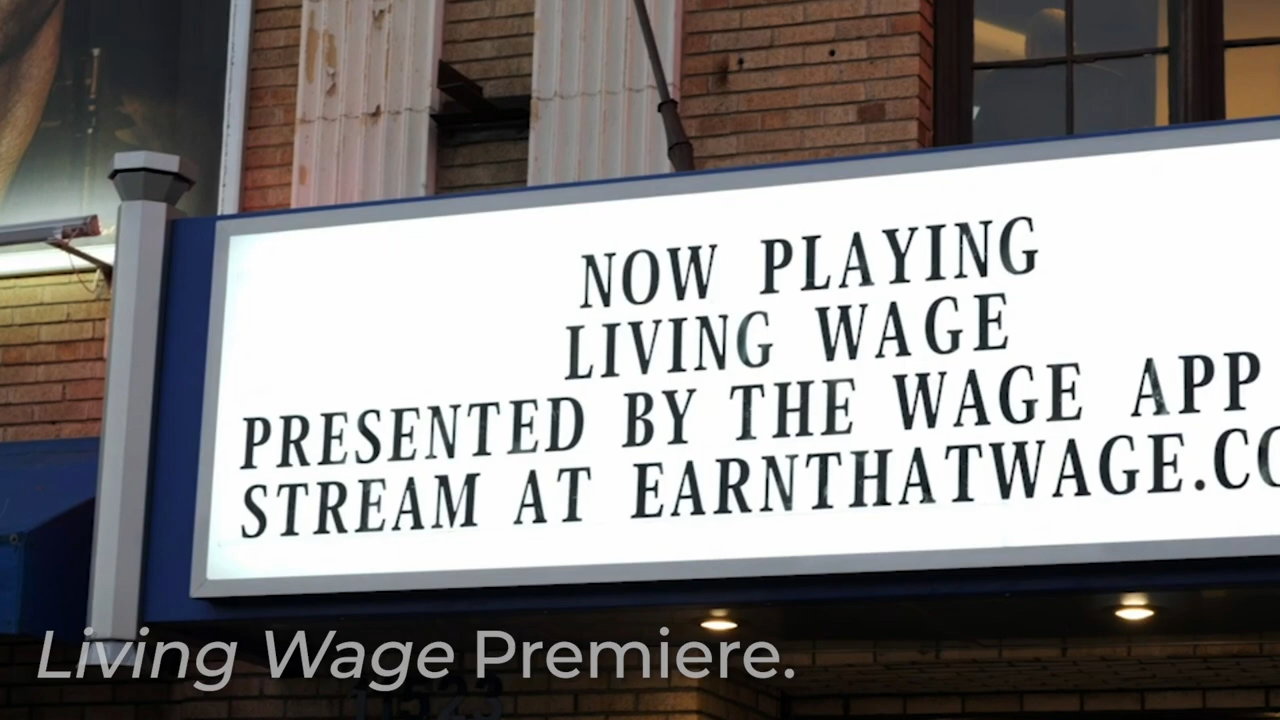 NOW PLAYING
LIVING WAGE
PRESENTED BY THE WAGE APP
STREAM AT EARNTHATWAGE.CO
Living Wage Premiere.